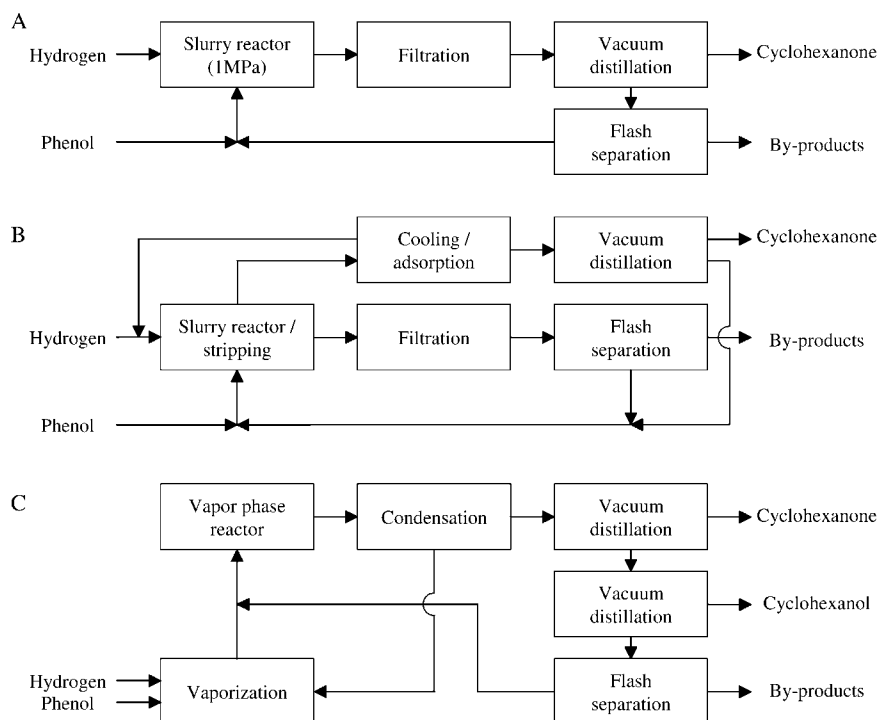 A
Hydrogen
Slurry reactor
(1MPa)
Filtration
Vacuum
distillation
Cyclohexanone
Phenol
Flash
separation
By-products
B
Cooling /
adsorption
Vacuum
distillation
Cyclohexanone
Hydrogen
Slurry reactor /
stripping
Filtration
Flash
separation
By-products
Phenol
C
Vapor phase
reactor
Condensation
Vacuum
distillation
Cyclohexanone
Vacuum
distillation
Cyclohexanol
Hydrogen
Phenol
Vaporization
Flash
separation
By-products